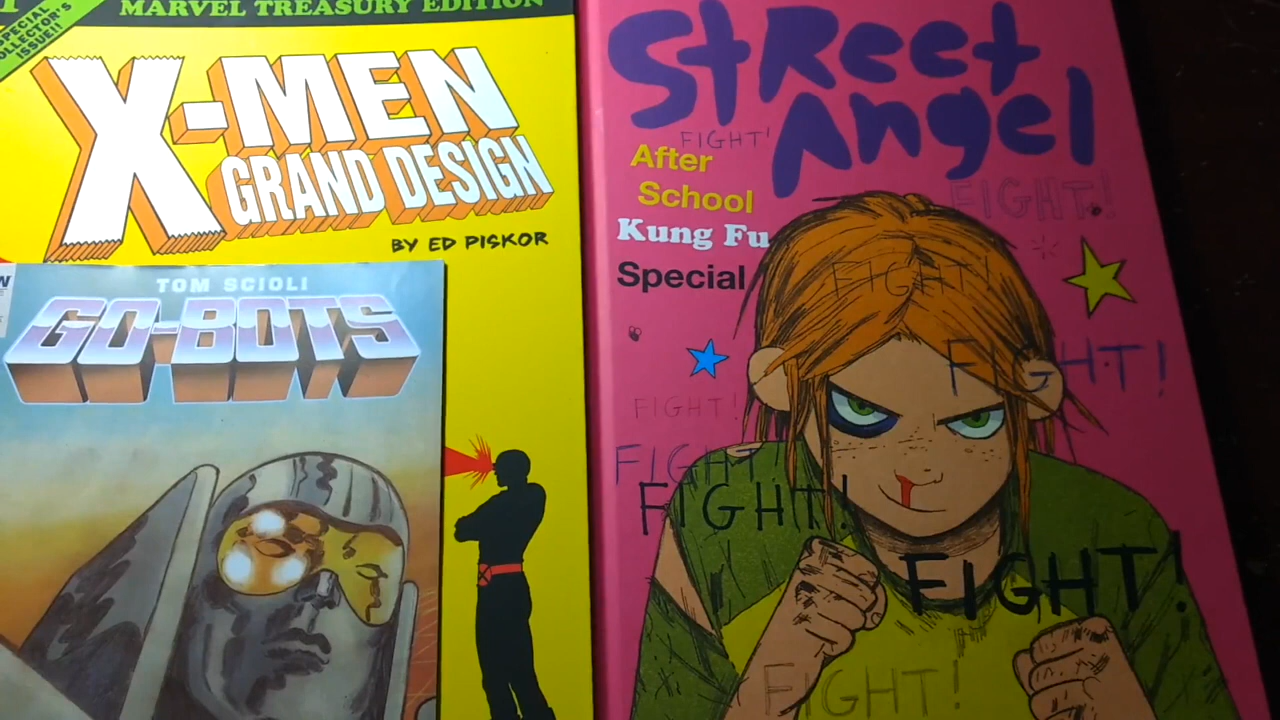 MARVEL TREASURY EDITION
SPECIAL
COLLECTOR'S
ISSUE!
X-MEN
GRAND DESIGN
BY ED PISKOR
TOM SCIOLI
GO-BOTS
Street
Angel
FIGHT!
After
School
Kung Fu
Special
FIGHT!
FIGHT!
FIGHT!
FIGHT!
FIGHT!
FIGHT!
FIGHT!
FIGHT!